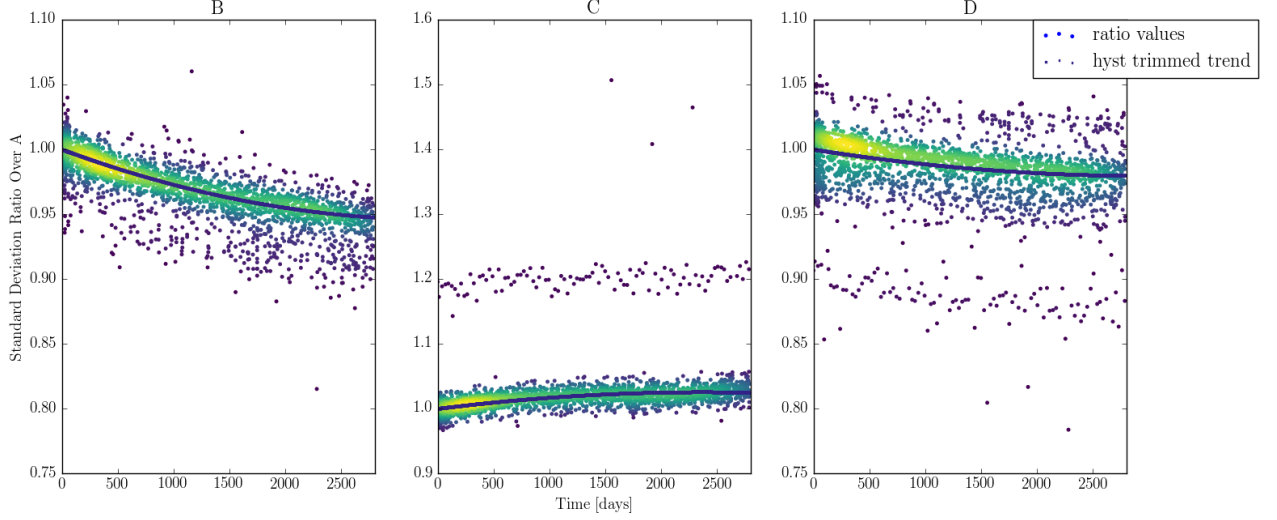 B
C
D
ratio values
hyst trimmed trend
Standard Deviation Ratio Over A
1.10
1.05
1.00
0.95
0.90
0.85
0.80
0.75
0 500 1000 1500 2000 2500
1.6
1.5
1.4
1.3
1.2
1.1
1.0
0.9
0 500 1000 1500 2000 2500
Time [days]
1.10
1.05
1.00
0.95
0.90
0.85
0.80
0.75
0 500 1000 1500 2000 2500